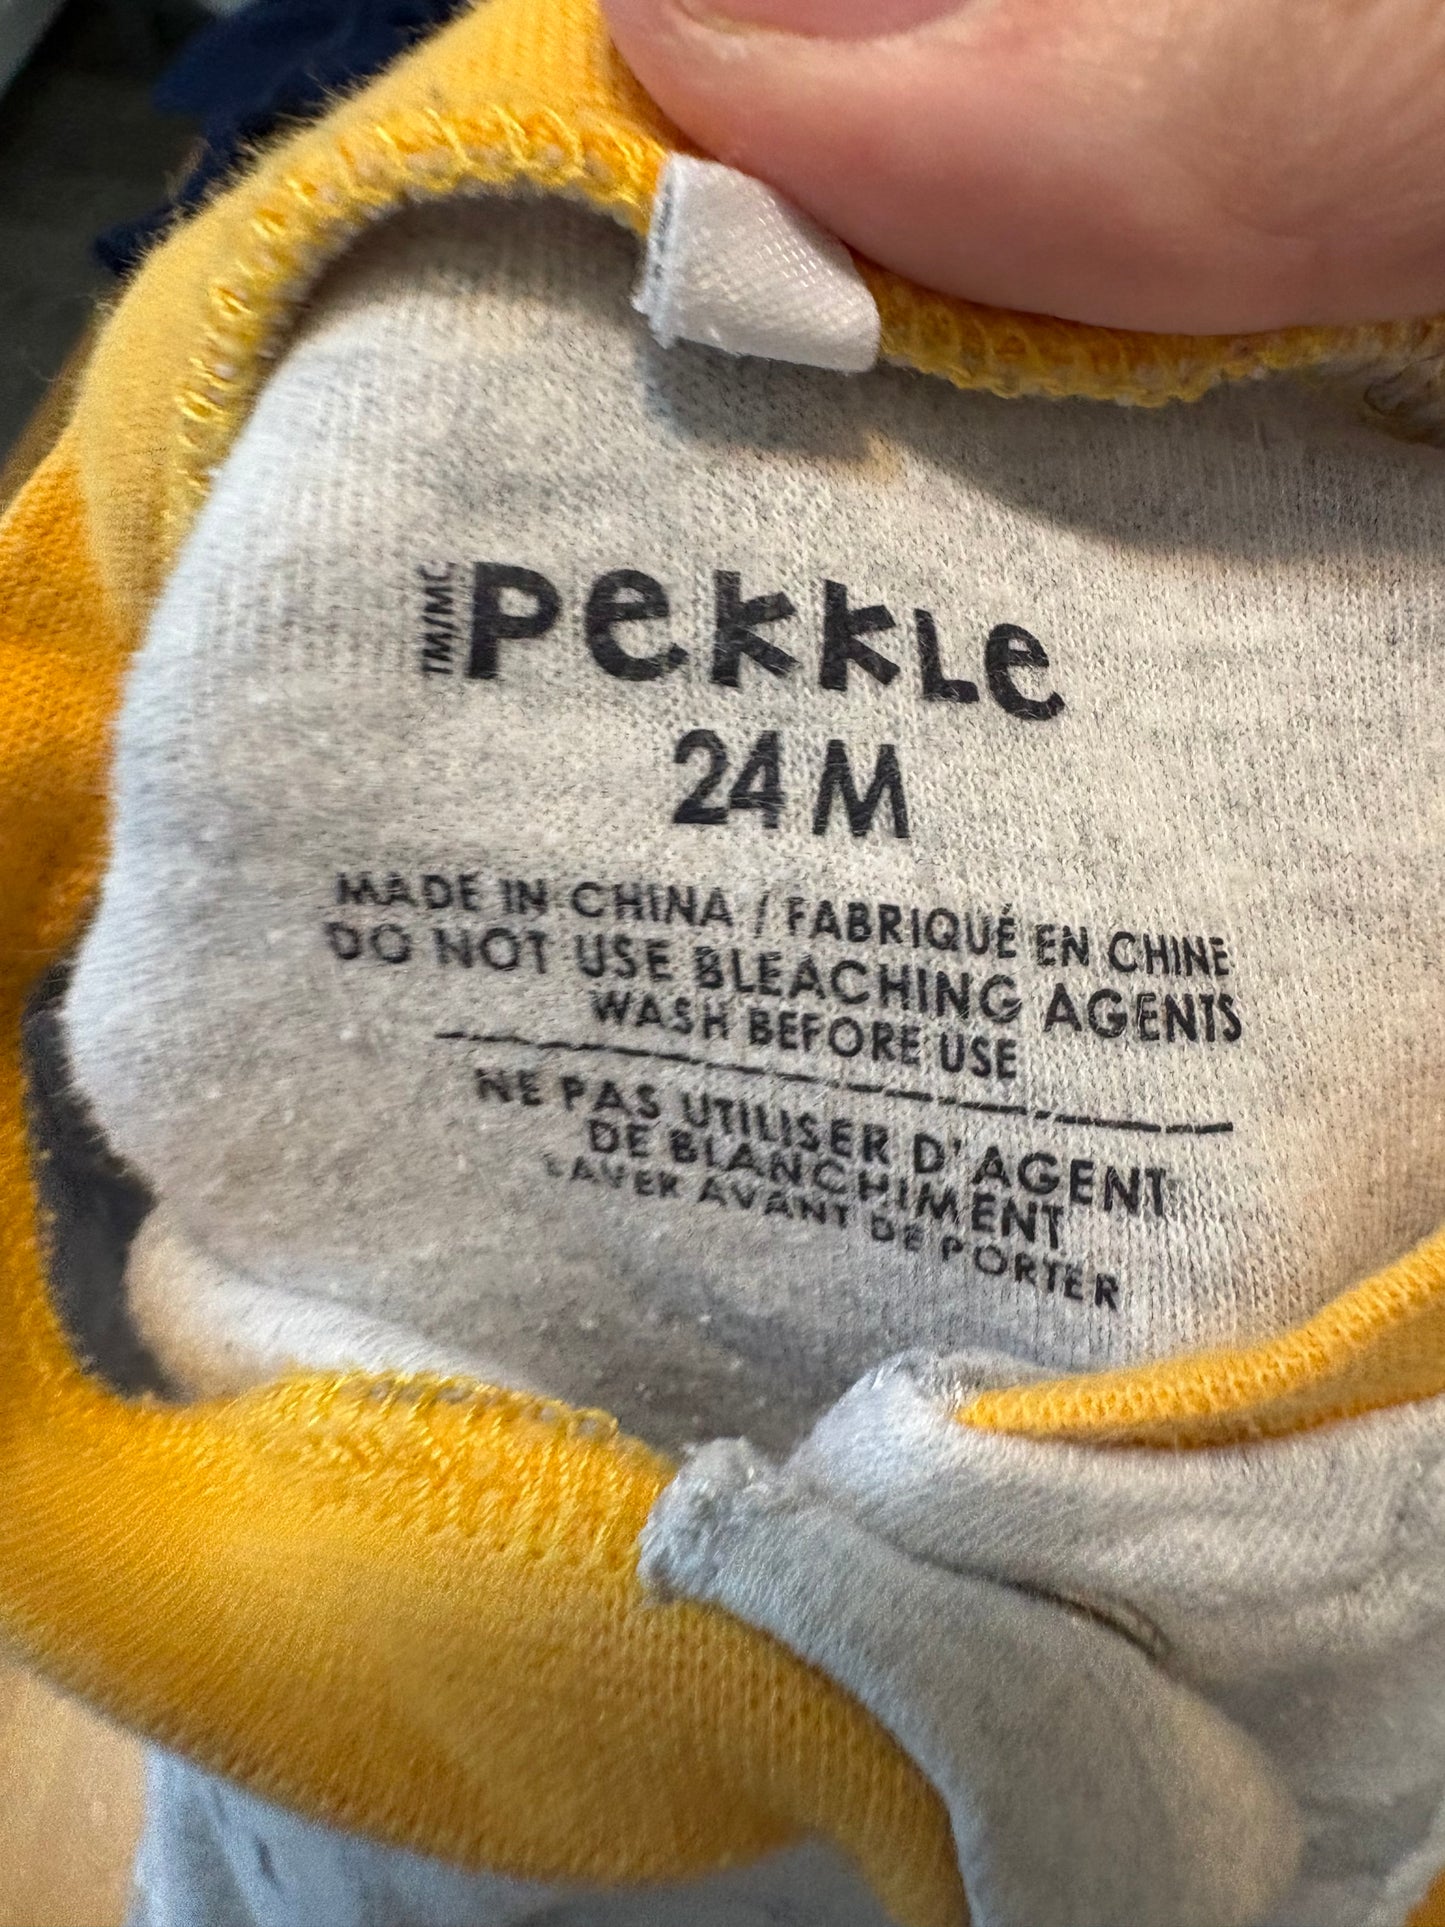 TM/MC Pekkle
24 M
MADE IN CHINA / FABRIQUÉ EN CHINE
DO NOT USE BLEACHING AGENTS
WASH BEFORE USE
NE PAS UTILISER D'AGENT
DE BLANCHIMENT
LAVER AVANT DE PORTER